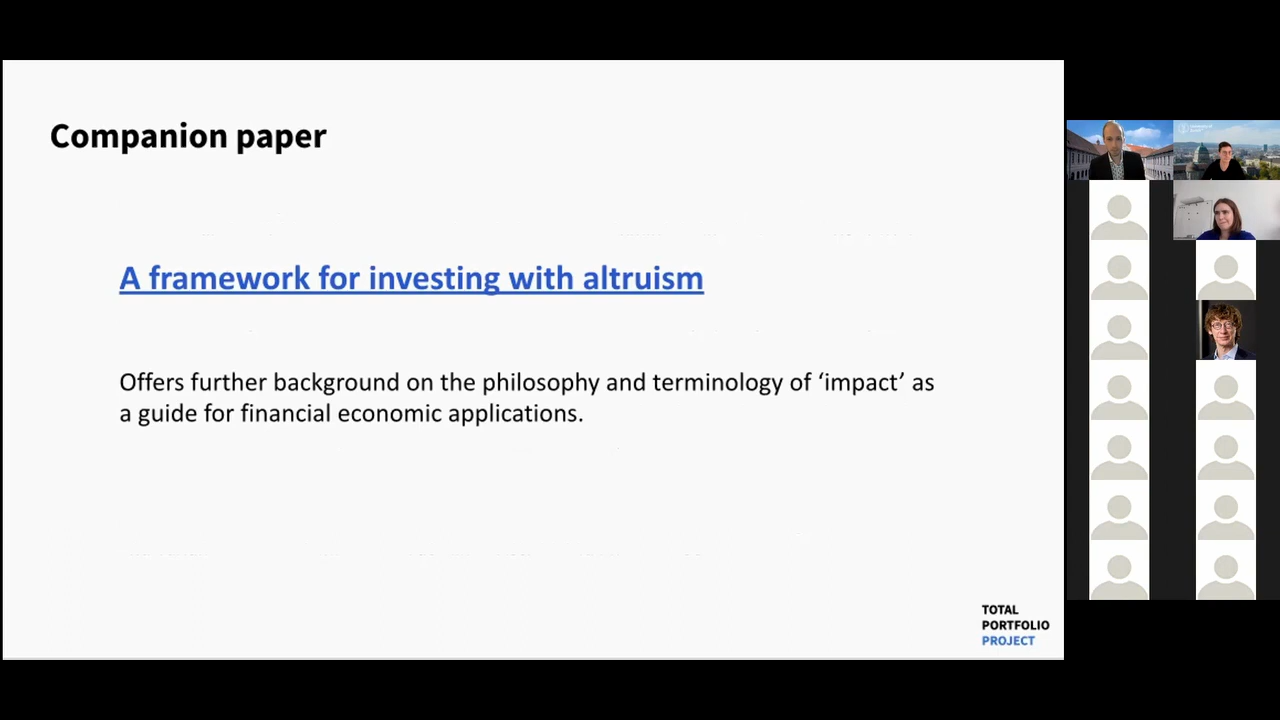 Companion paper
A framework for investing with altruism
Offers further background on the philosophy and terminology of ‘impact’ as
a guide for financial economic applications.
TOTAL
PORTFOLIO
PROJECT